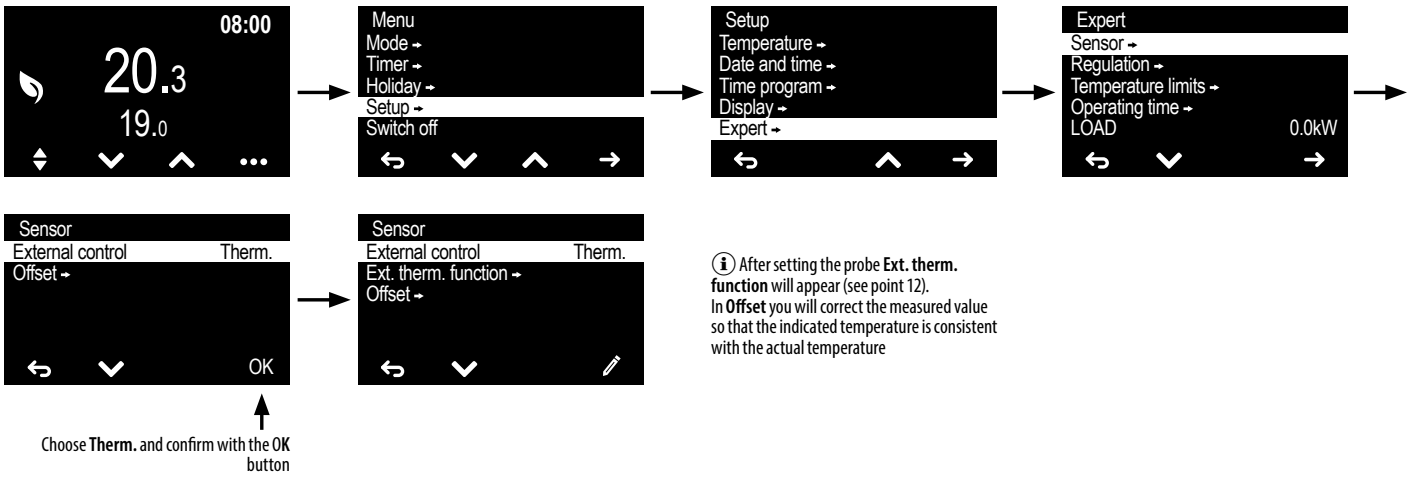 08:00
20.3
19.0
Menu
Mode
Timer
Holiday
Setup
Switch off
Setup
Temperature
Date and time
Time program
Display
Expert
Expert
Sensor
Regulation
Temperature limits
Operating time
LOAD 0.0kW
Sensor
External control Therm.
Offset
OK
Choose Therm. and confirm with the OK
button
Sensor
External control Therm.
Ext. therm. function
Offset
i After setting the probe Ext. therm.
function will appear (see point 12).
In Offset you will correct the measured value
so that the indicated temperature is consistent
with the actual temperature